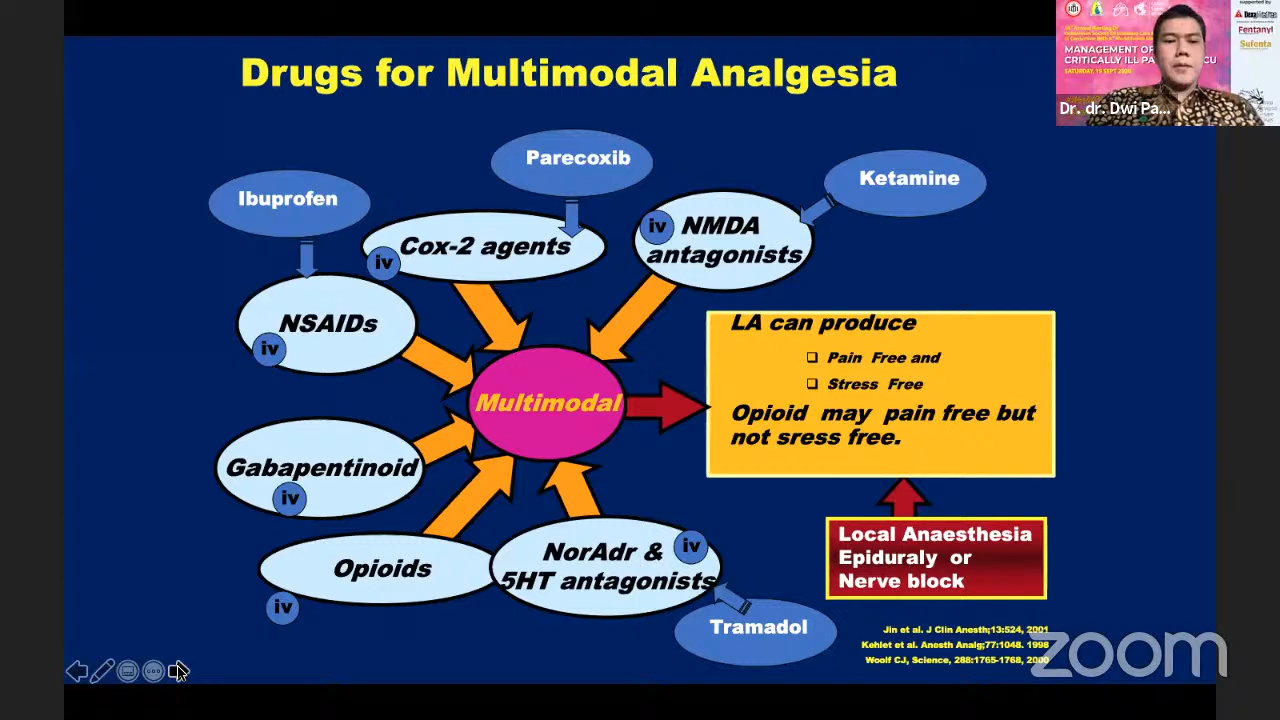 Drugs for Multimodal Analgesia
MANAGEMENT OF
CRITICALLY ILL PA
CU
SATURDAY, 19 SEPT 2020
supported by
Fentanyl
Sufenta
Dr. dr. Dwi Pa...
Parecoxib
Ketamine
Ibuprofen
iv NMDA
antagonists
Cox-2 agents
iv
NSAIDs
iv
LA can produce
❑ Pain Free and
❑ Stress Free
Opioid may pain free but
not sress free.
Multimodal
Gabapentinoid
iv
Opioids
iv
NorAdr & iv
5HT antagonists
Local Anaesthesia
Epiduraly or
Nerve block
Tramadol
Jin et al. J Clin Anesth;13:524, 2001
Kehlet et al. Anesth Analg;77:1048. 1998
Woolf CJ, Science, 288:1765-1768, 2000
zoom